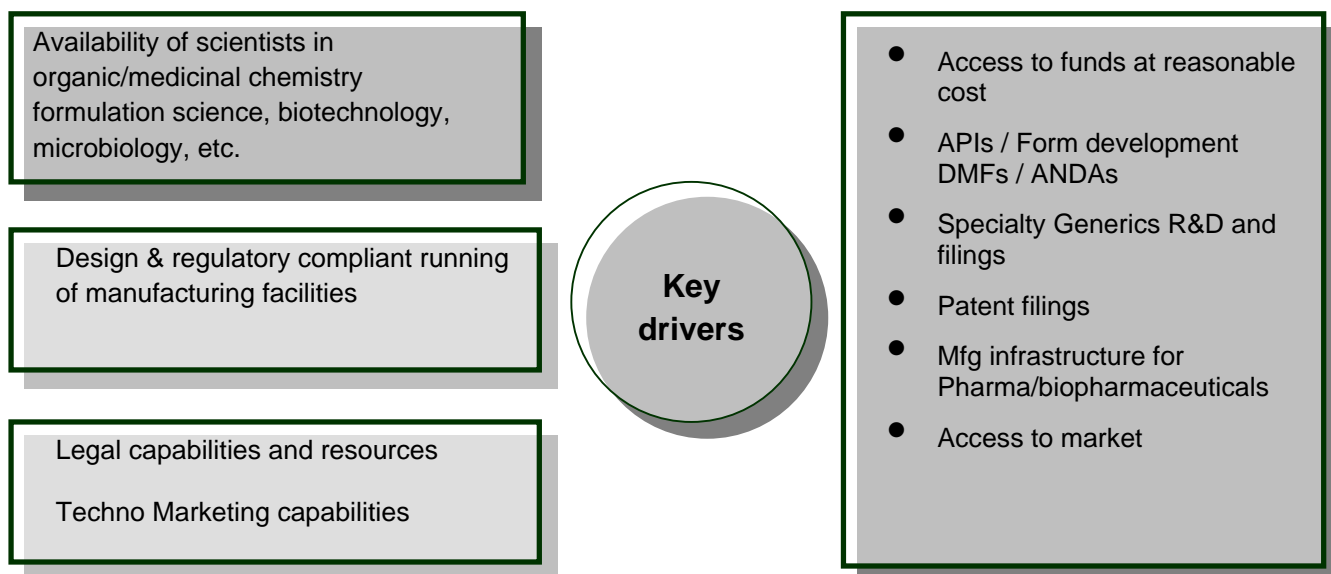 Availability of scientists in
organic/medicinal chemistry
formulation science, biotechnology,
microbiology, etc.
Design & regulatory compliant running
of manufacturing facilities
Legal capabilities and resources
Techno Marketing capabilities
Key
drivers
• Access to funds at reasonable
cost
• APIs / Form development
DMFs / ANDAs
• Specialty Generics R&D and
filings
• Patent filings
• Mfg infrastructure for
Pharma/biopharmaceuticals
• Access to market